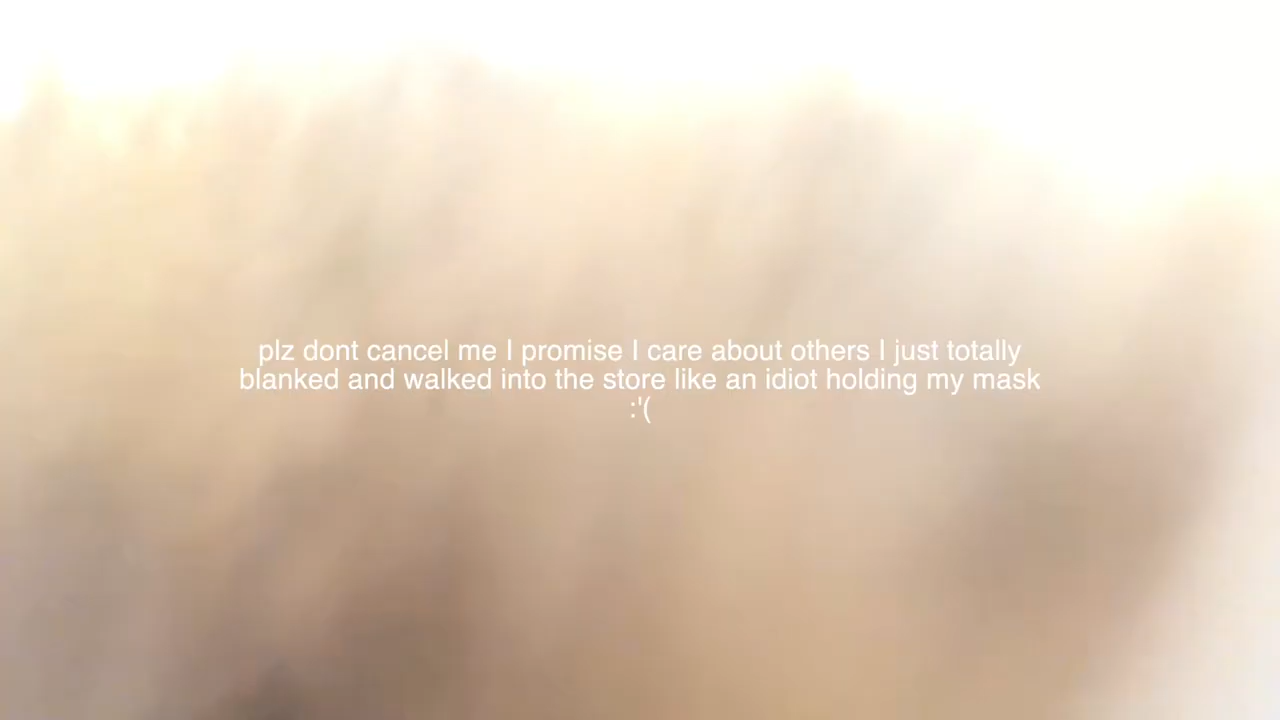 plz dont cancel me I promise I care about others I just totally
blanked and walked into the store like an idiot holding my mask
:'(